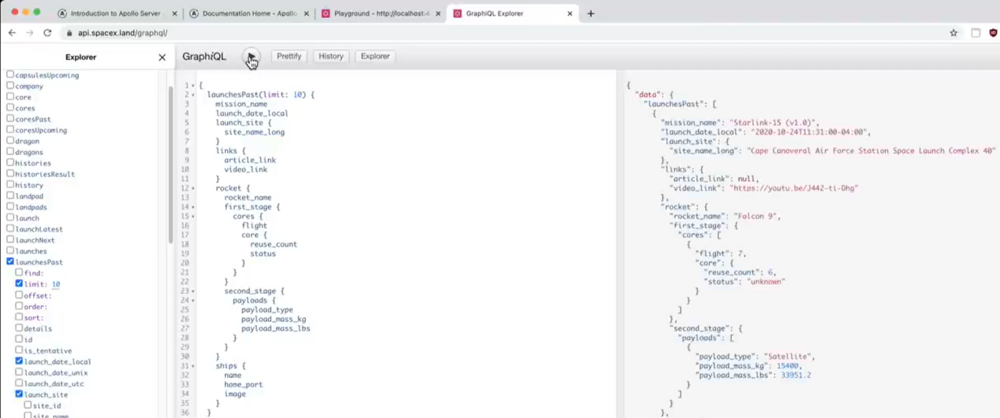 Introduction to Apollo Server
Documentation Home - Apollo
Playground - http://localhost:4
GraphiQL Explorer
api.spacex.land/graphql/
Explorer
GraphiQL
Prettify
History
Explorer
capsulesUpcoming
company
core
cores
coresPast
coresUpcoming
dragon
dragons
histories
historiesResult
history
landpad
landpads
launch
launchLatest
launchNext
launches
launchesPast
find:
limit: 10
offset:
order:
sort:
details
id
is_tentative
launch_date_local
launch_date_unix
launch_date_utc
launch_site
site_id
site_name
1 {
2 launchesPast(limit: 10) {
3 mission_name
4 launch_date_local
5 launch_site {
6 site_name_long
7 }
8 links {
9 article_link
10 video_link
11 }
12 rocket {
13 rocket_name
14 first_stage {
15 cores {
16 flight
17 core {
18 reuse_count
19 status
20 }
21 }
22 }
23 second_stage {
24 payloads {
25 payload_type
26 payload_mass_kg
27 payload_mass_lbs
28 }
29 }
30 }
31 ships {
32 name
33 home_port
34 image
35 }
36 }
{
"data": {
"launchesPast": [
{
"mission_name": "Starlink-15 (v1.0)",
"launch_date_local": "2020-10-24T11:31:00-04:00",
"launch_site": {
"site_name_long": "Cape Canaveral Air Force Station Space Launch Complex 40"
},
"links": {
"article_link": null,
"video_link": "https://youtu.be/J442-ti-Dhg"
},
"rocket": {
"rocket_name": "Falcon 9",
"first_stage": {
"cores": [
{
"flight": 7,
"core": {
"reuse_count": 6,
"status": "unknown"
}
}
]
},
"second_stage": {
"payloads": [
{
"payload_type": "Satellite",
"payload_mass_kg": 15400,
"payload_mass_lbs": 33951.2
}
]
}
},